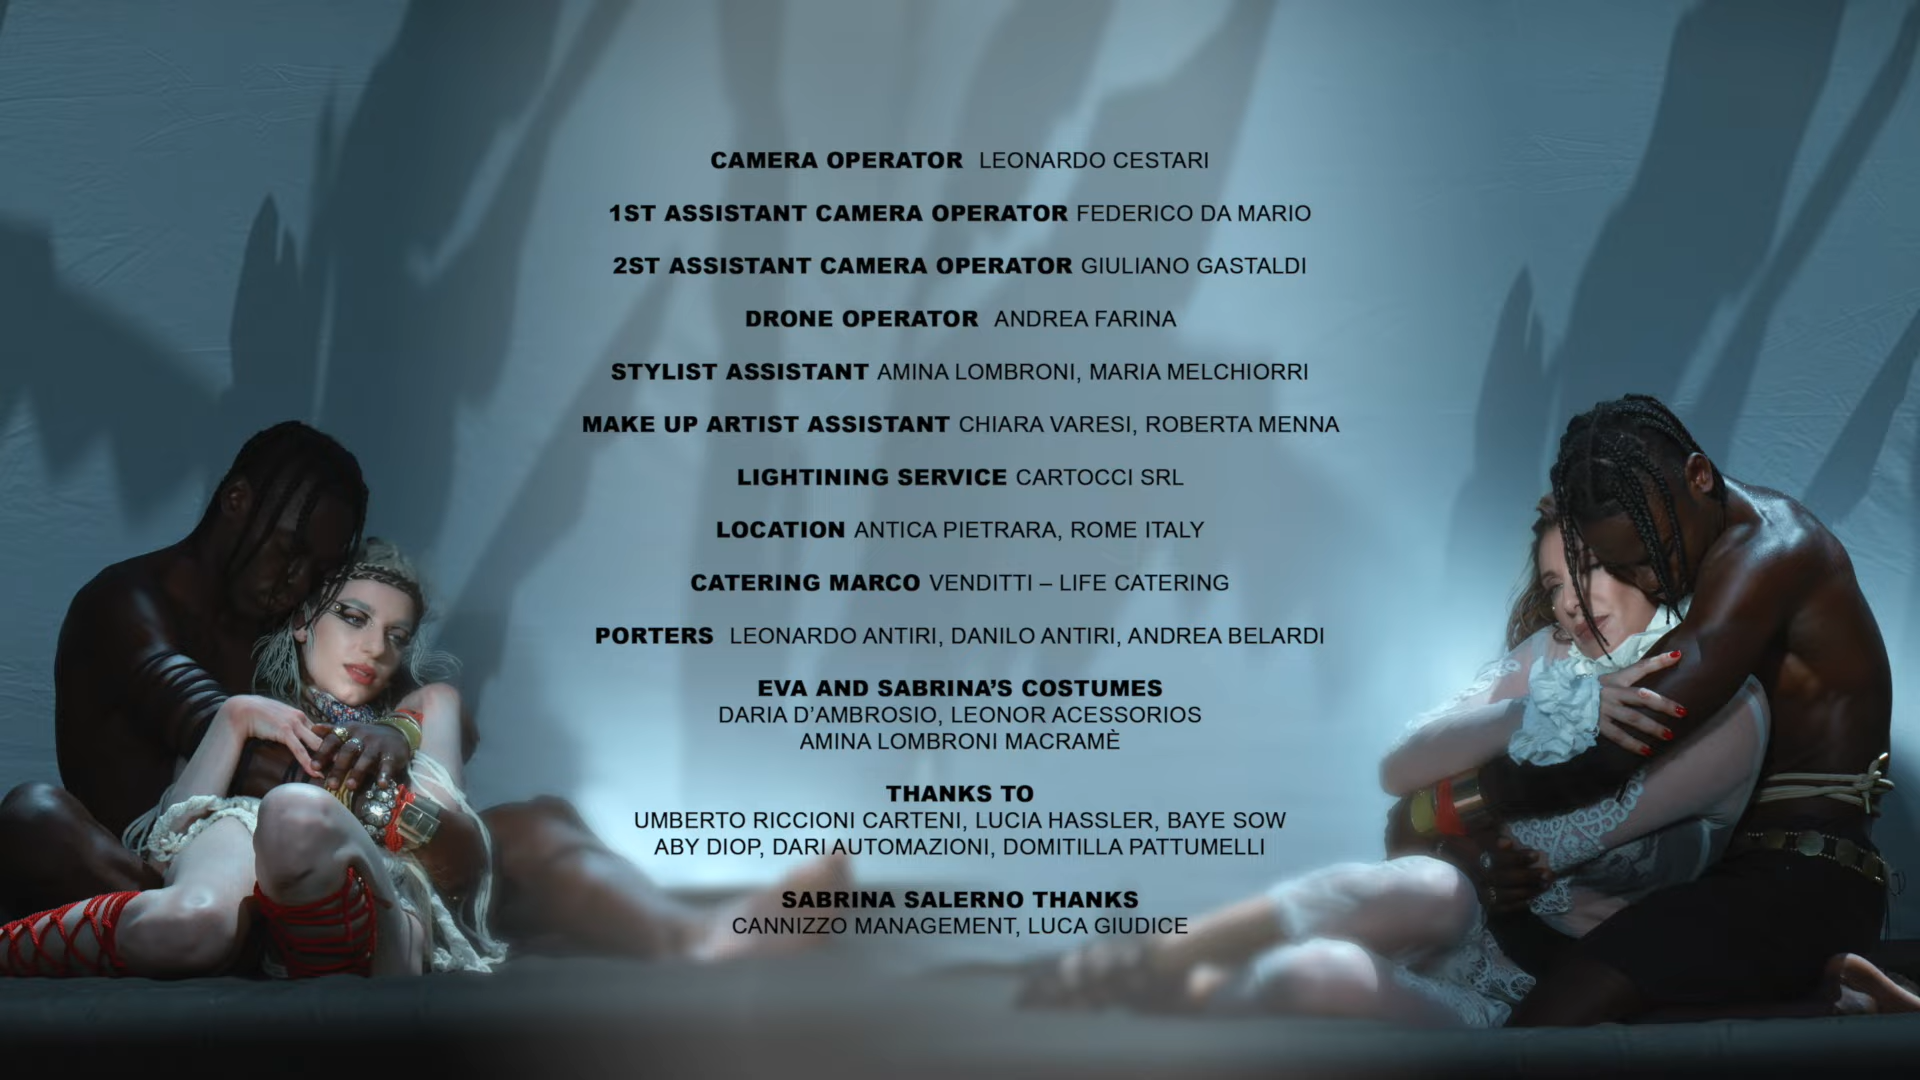 CAMERA OPERATOR LEONARDO CESTARI
1ST ASSISTANT CAMERA OPERATOR FEDERICO DA MARIO
2ST ASSISTANT CAMERA OPERATOR GIULIANO GASTALDI
DRONE OPERATOR ANDREA FARINA
STYLIST ASSISTANT AMINA LOMBRONI, MARIA MELCHIORRI
MAKE UP ARTIST ASSISTANT CHIARA VARESI, ROBERTA MENNA
LIGHTINING SERVICE CARTOCCI SRL
LOCATION ANTICA PIETRARA, ROME ITALY
CATERING MARCO VENDITTI – LIFE CATERING
PORTERS LEONARDO ANTIRI, DANILO ANTIRI, ANDREA BELARDI
EVA AND SABRINA’S COSTUMES
DARIA D’AMBROSIO, LEONOR ACESSORIOS
AMINA LOMBRONI MACRAMÈ
THANKS TO
UMBERTO RICCIONI CARTENI, LUCIA HASSLER, BAYE SOW
ABY DIOP, DARI AUTOMAZIONI, DOMITILLA PATTUMELLI
SABRINA SALERNO THANKS
CANNIZZO MANAGEMENT, LUCA GIUDICE